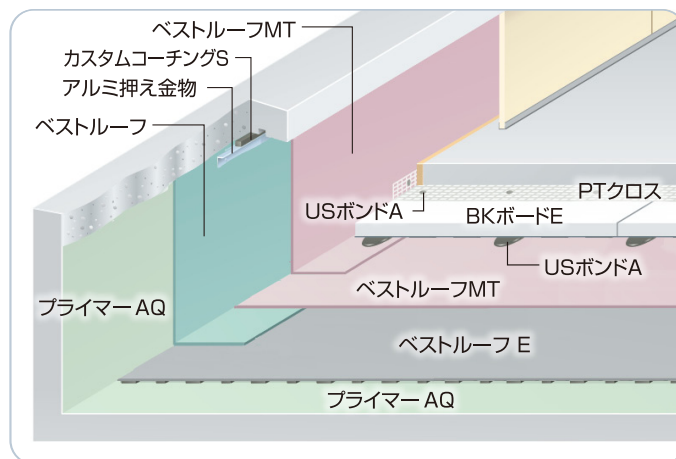 ベストルーフMT
カスタムコーチングS
アルミ押え金物
ベストルーフ
PTクロス
USボンドA
BKボードE
USボンドA
ベストルーフMT
プライマーAQ
ベストルーフ E
プライマーAQ